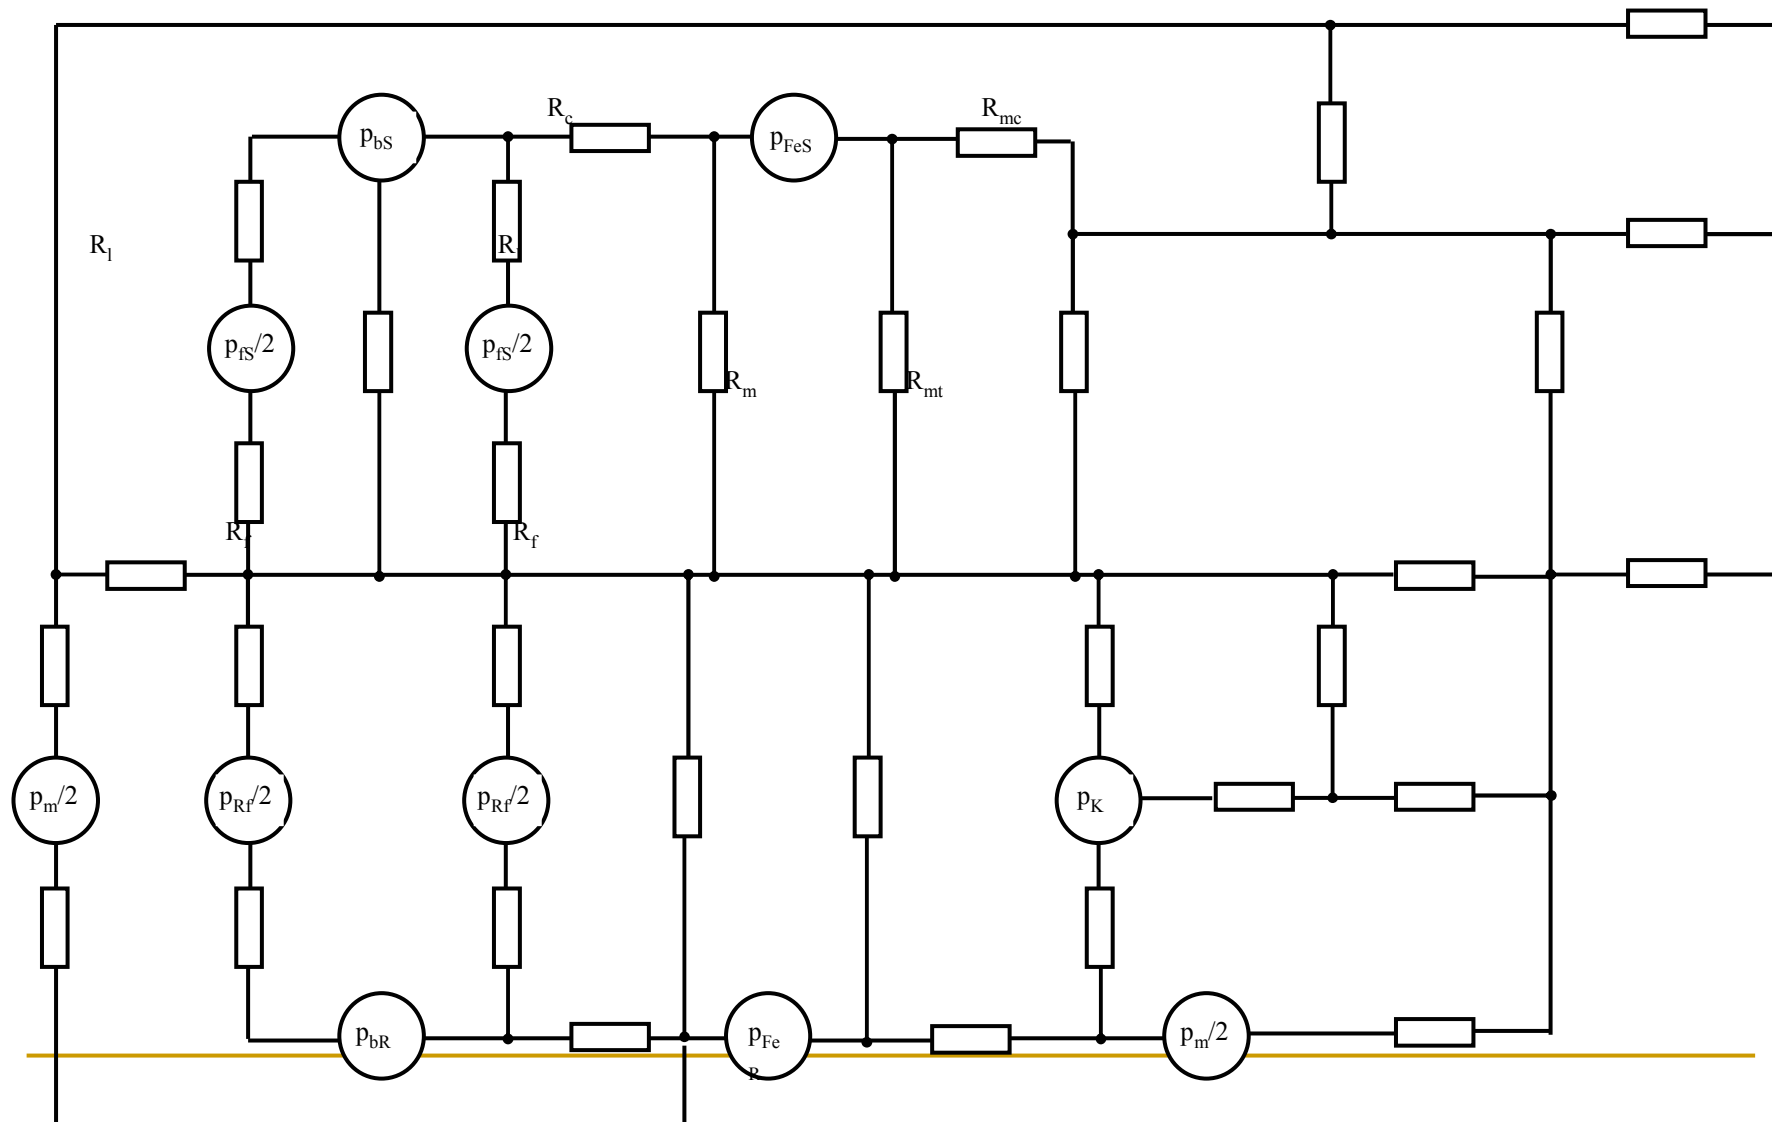 R_c
R_mc
p_bS
p_FeS
R_l
R
p_fS/2
p_fS/2
R_m
R_mt
R_f
R_f
p_m/2
p_Rf/2
p_Rf/2
p_K
p_bR
p_Fe
R
p_m/2